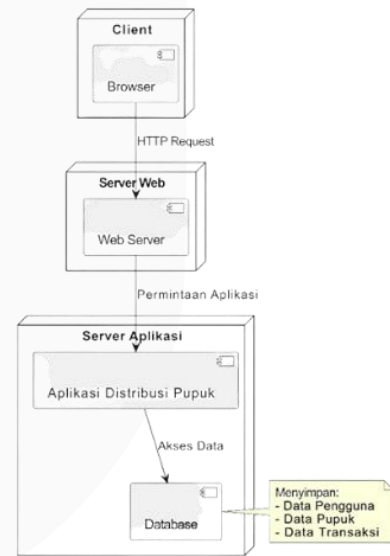 Client
Browser
HTTP Request
Server Web
Web Server
Permintaan Aplikasi
Server Aplikasi
Aplikasi Distribusi Pupuk
Akses Data
Database
Menyimpan:
- Data Pengguna
- Data Pupuk
- Data Transaksi